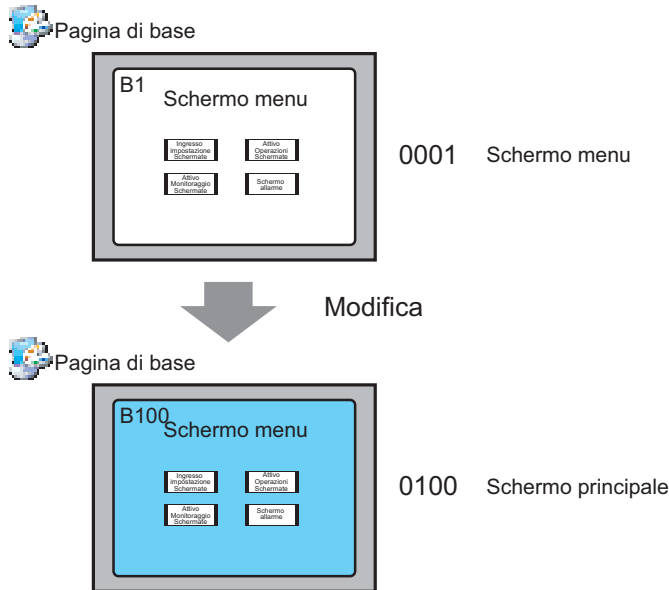 Pagina di base
B1
Schermo menu
Ingresso
impostazione
Schermate
Attivo
Operazioni
Schermate
Attivo
Monitoraggio
Schermate
Schermo
allarme
0001 Schermo menu
Modifica
Pagina di base
B100
Schermo menu
Ingresso
impostazione
Schermate
Attivo
Operazioni
Schermate
Attivo
Monitoraggio
Schermate
Schermo
allarme
0100 Schermo principale